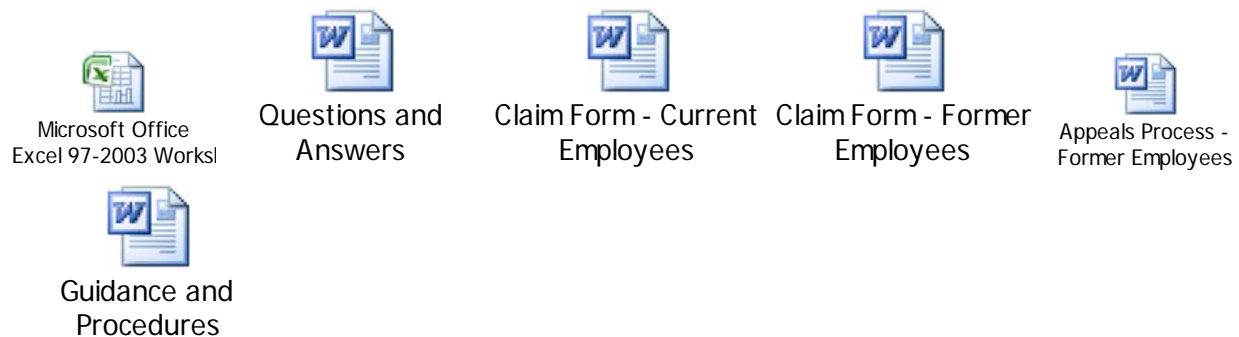 Microsoft Office
Excel 97-2003 Worksl
Questions and
Answers
Claim Form - Current
Employees
Claim Form - Former
Employees
Appeals Process -
Former Employees
Guidance and
Procedures